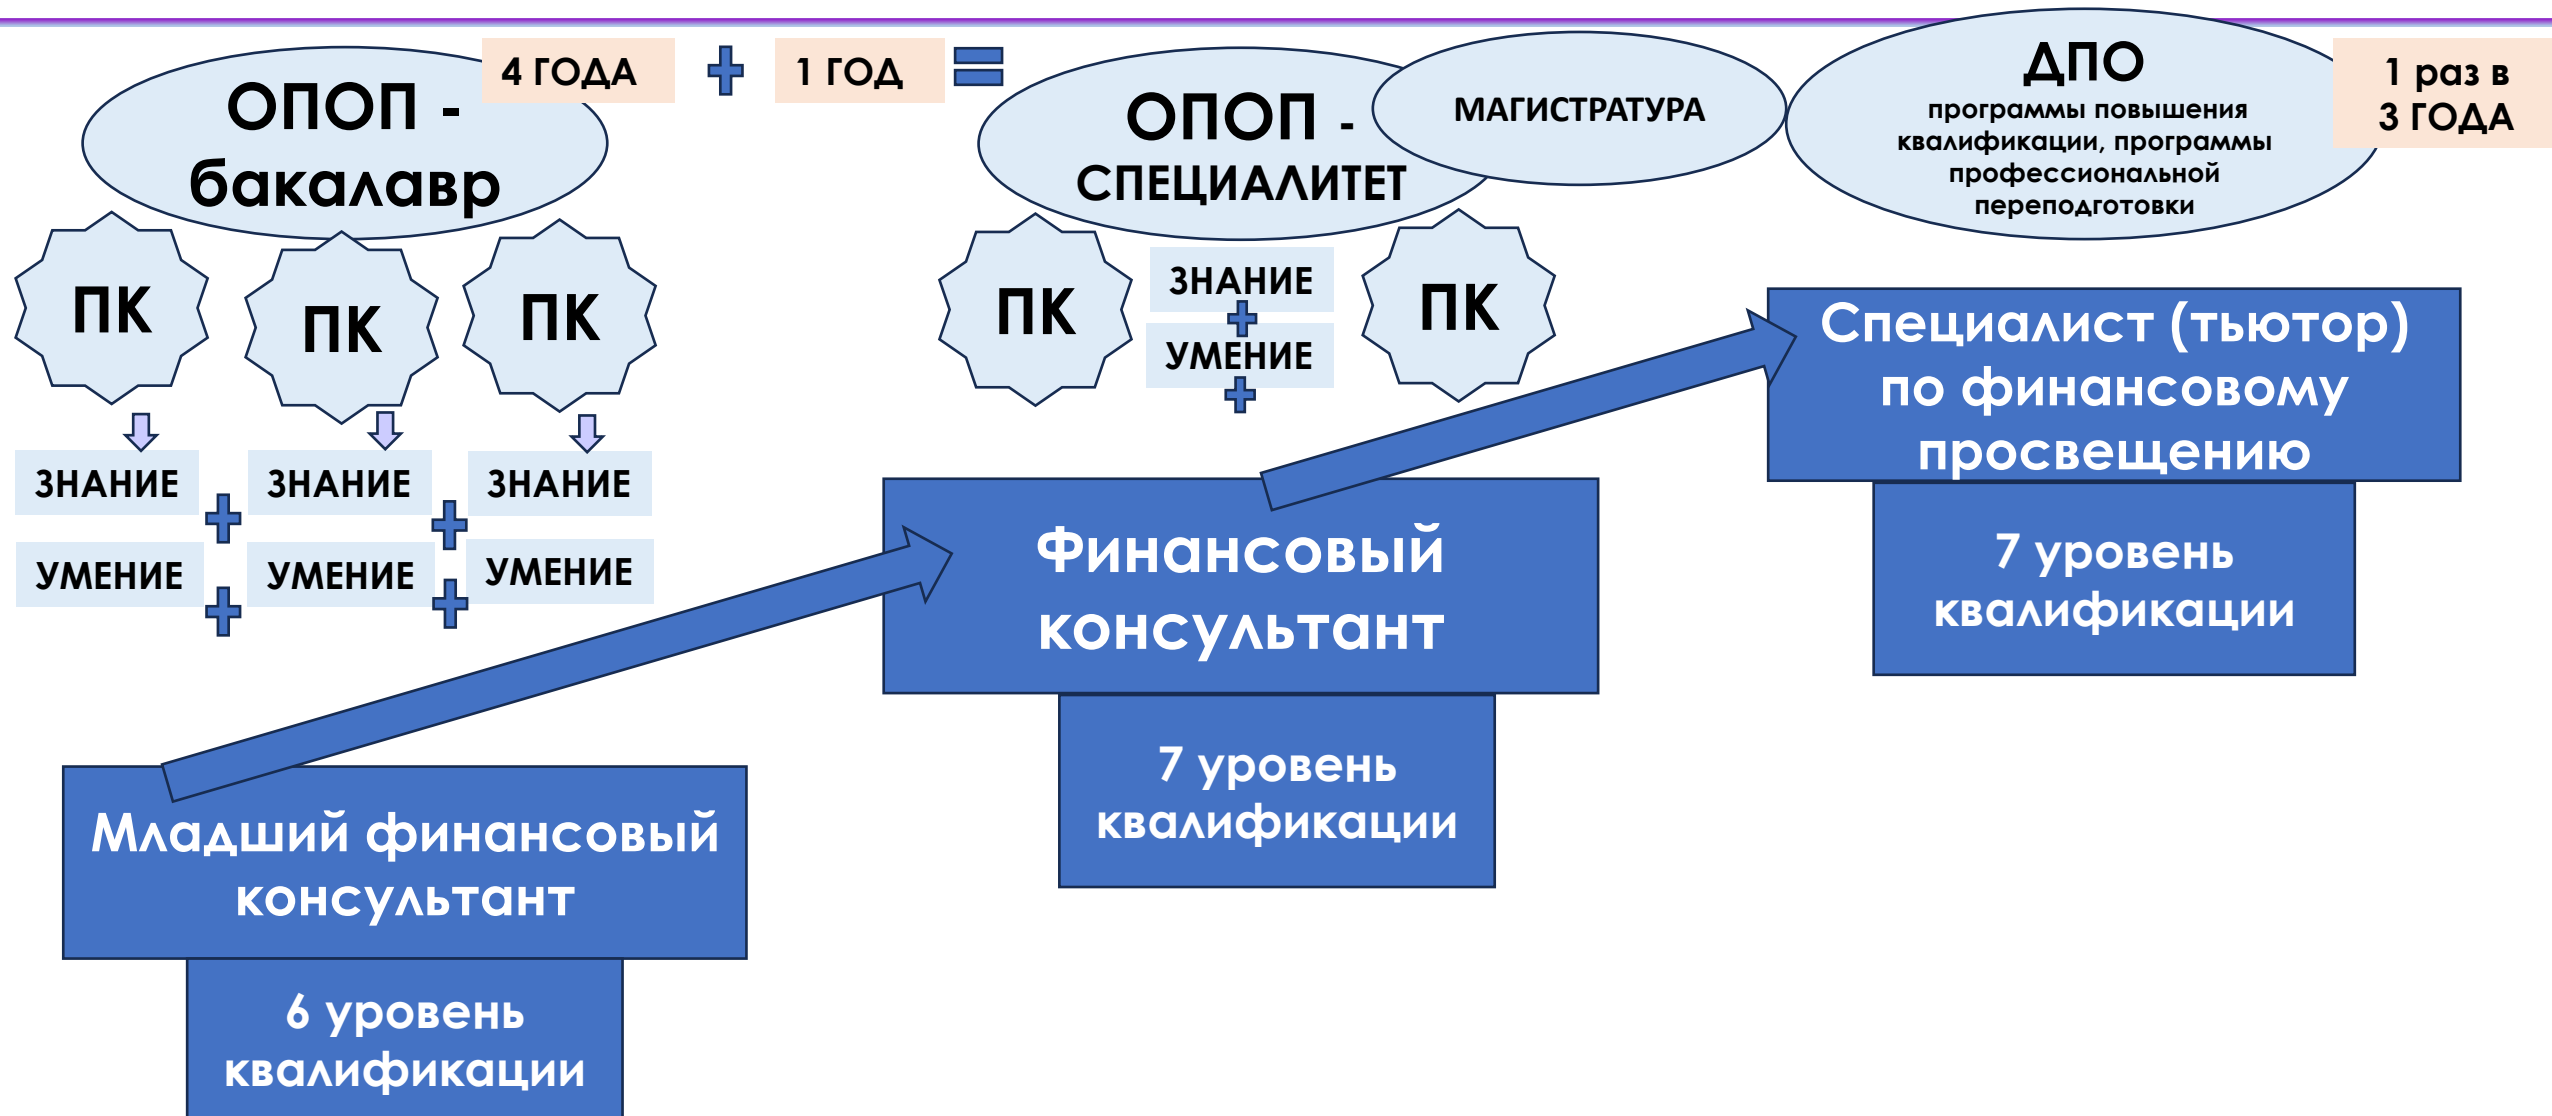 ОПОП -
бакалавр
4 ГОДА
1 ГОД
ОПОП -
СПЕЦИАЛИТЕТ
МАГИСТРАТУРА
ДПО
программы повышения
квалификации, программы
профессиональной
переподготовки
1 раз в
3 ГОДА
ПК
ПК
ПК
ЗНАНИЕ
ЗНАНИЕ
ЗНАНИЕ
УМЕНИЕ
УМЕНИЕ
УМЕНИЕ
ПК
ЗНАНИЕ
УМЕНИЕ
ПК
Специалист (тьютор)
по финансовому
просвещению
7 уровень
квалификации
Финансовый
консультант
7 уровень
квалификации
Младший финансовый
консультант
6 уровень
квалификации